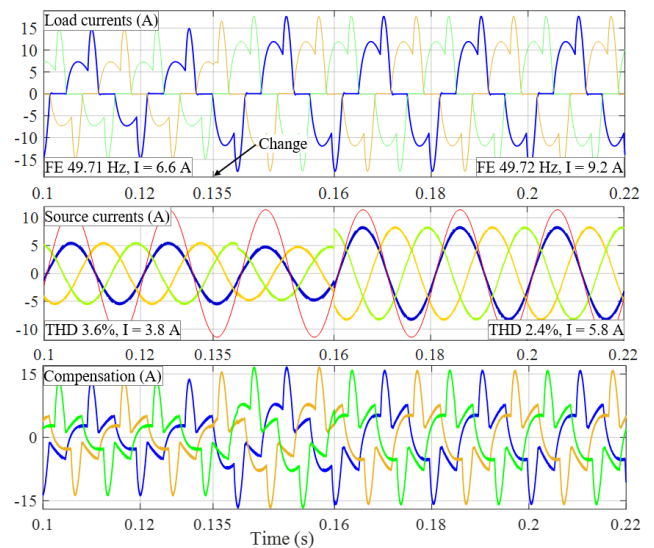 Load currents (A)
15
10
5
0
-5
-10
-15
Change
FE 49.71 Hz, I = 6.6 A
FE 49.72 Hz, I = 9.2 A
0.1 0.12 0.135 0.16 0.18 0.2 0.22
Source currents (A)
10
5
0
-5
-10
THD 3.6%, I = 3.8 A
THD 2.4%, I = 5.8 A
0.1 0.12 0.135 0.16 0.18 0.2 0.22
Compensation (A)
15
0
-15
0.1 0.12 0.135 0.16 0.18 0.2 0.22
Time (s)